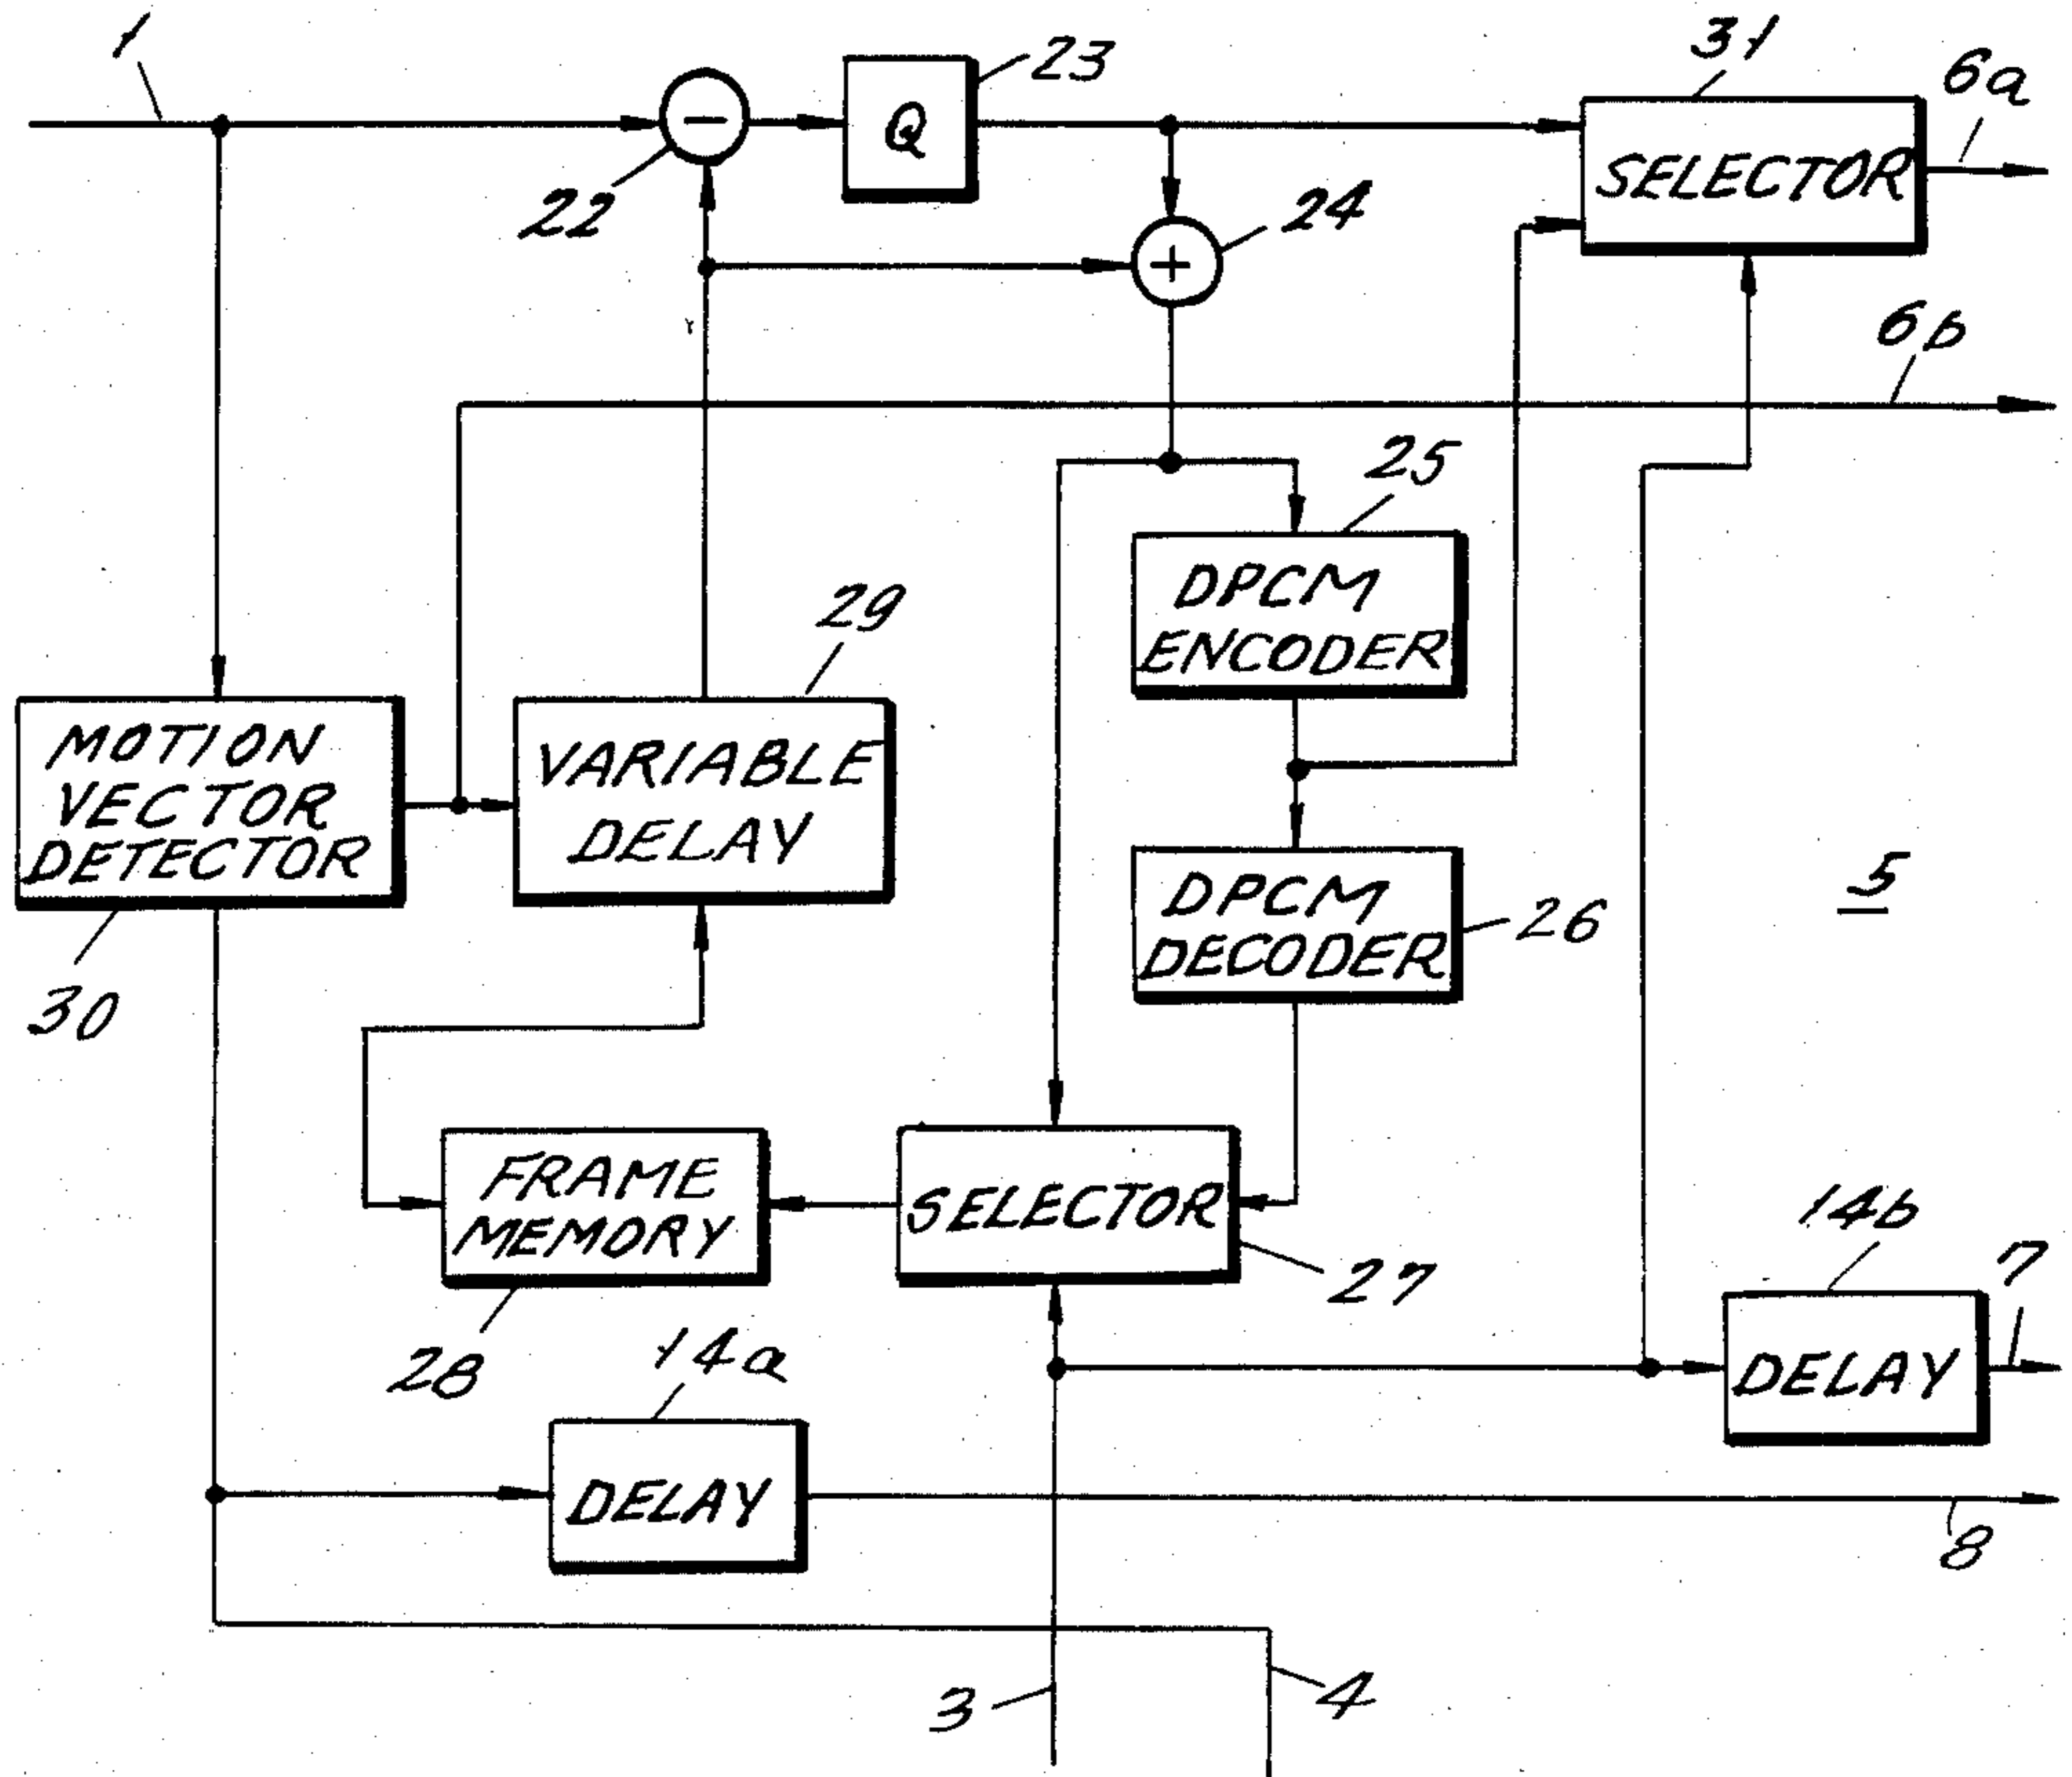 1
23
31
6a
−
Q
SELECTOR
22
24
+
6b
25
DPCM
ENCODER
29
MOTION
VECTOR
DETECTOR
VARIABLE
DELAY
DPCM
DECODER
26
5
30
FRAME
MEMORY
SELECTOR
27
14b
7
28
14a
DELAY
DELAY
8
3
4